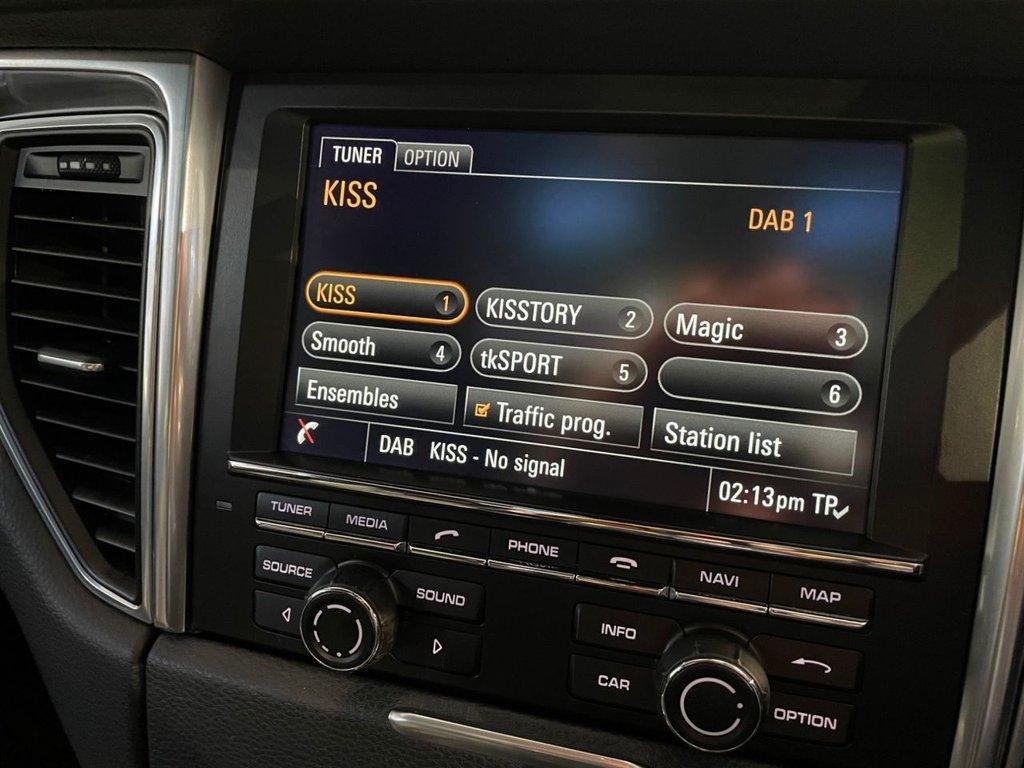 TUNER OPTION
KISS
DAB 1
KISS 1 KISSTORY 2 Magic 3
Smooth 4 tkSPORT 5 6
Ensembles Traffic prog. Station list
DAB KISS - No signal
02:13pm TP
TUNER MEDIA PHONE NAVI MAP
SOURCE SOUND INFO
CAR OPTION